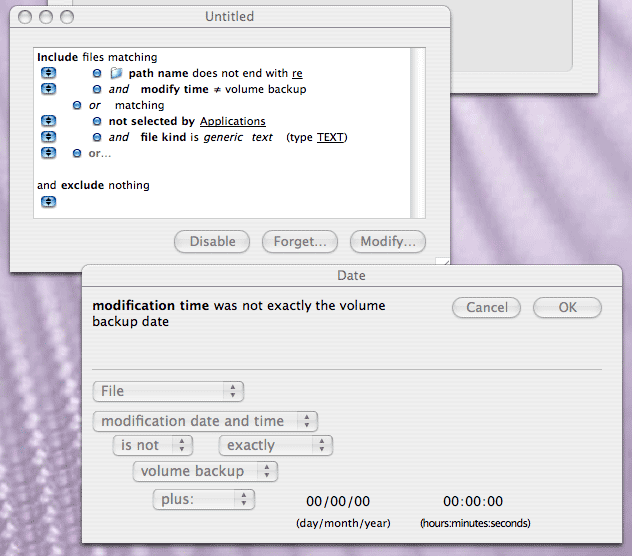 Untitled
Include files matching
path name does not end with re
and modify time ≠ volume backup
or matching
not selected by Applications
and file kind is generic text (type TEXT)
or...
and exclude nothing
Disable Forget... Modify...
Date
modification time was not exactly the volume
backup date
Cancel OK
File
modification date and time
is not exactly
volume backup
plus: 00/00/00 00:00:00
(day/month/year) (hours:minutes:seconds)